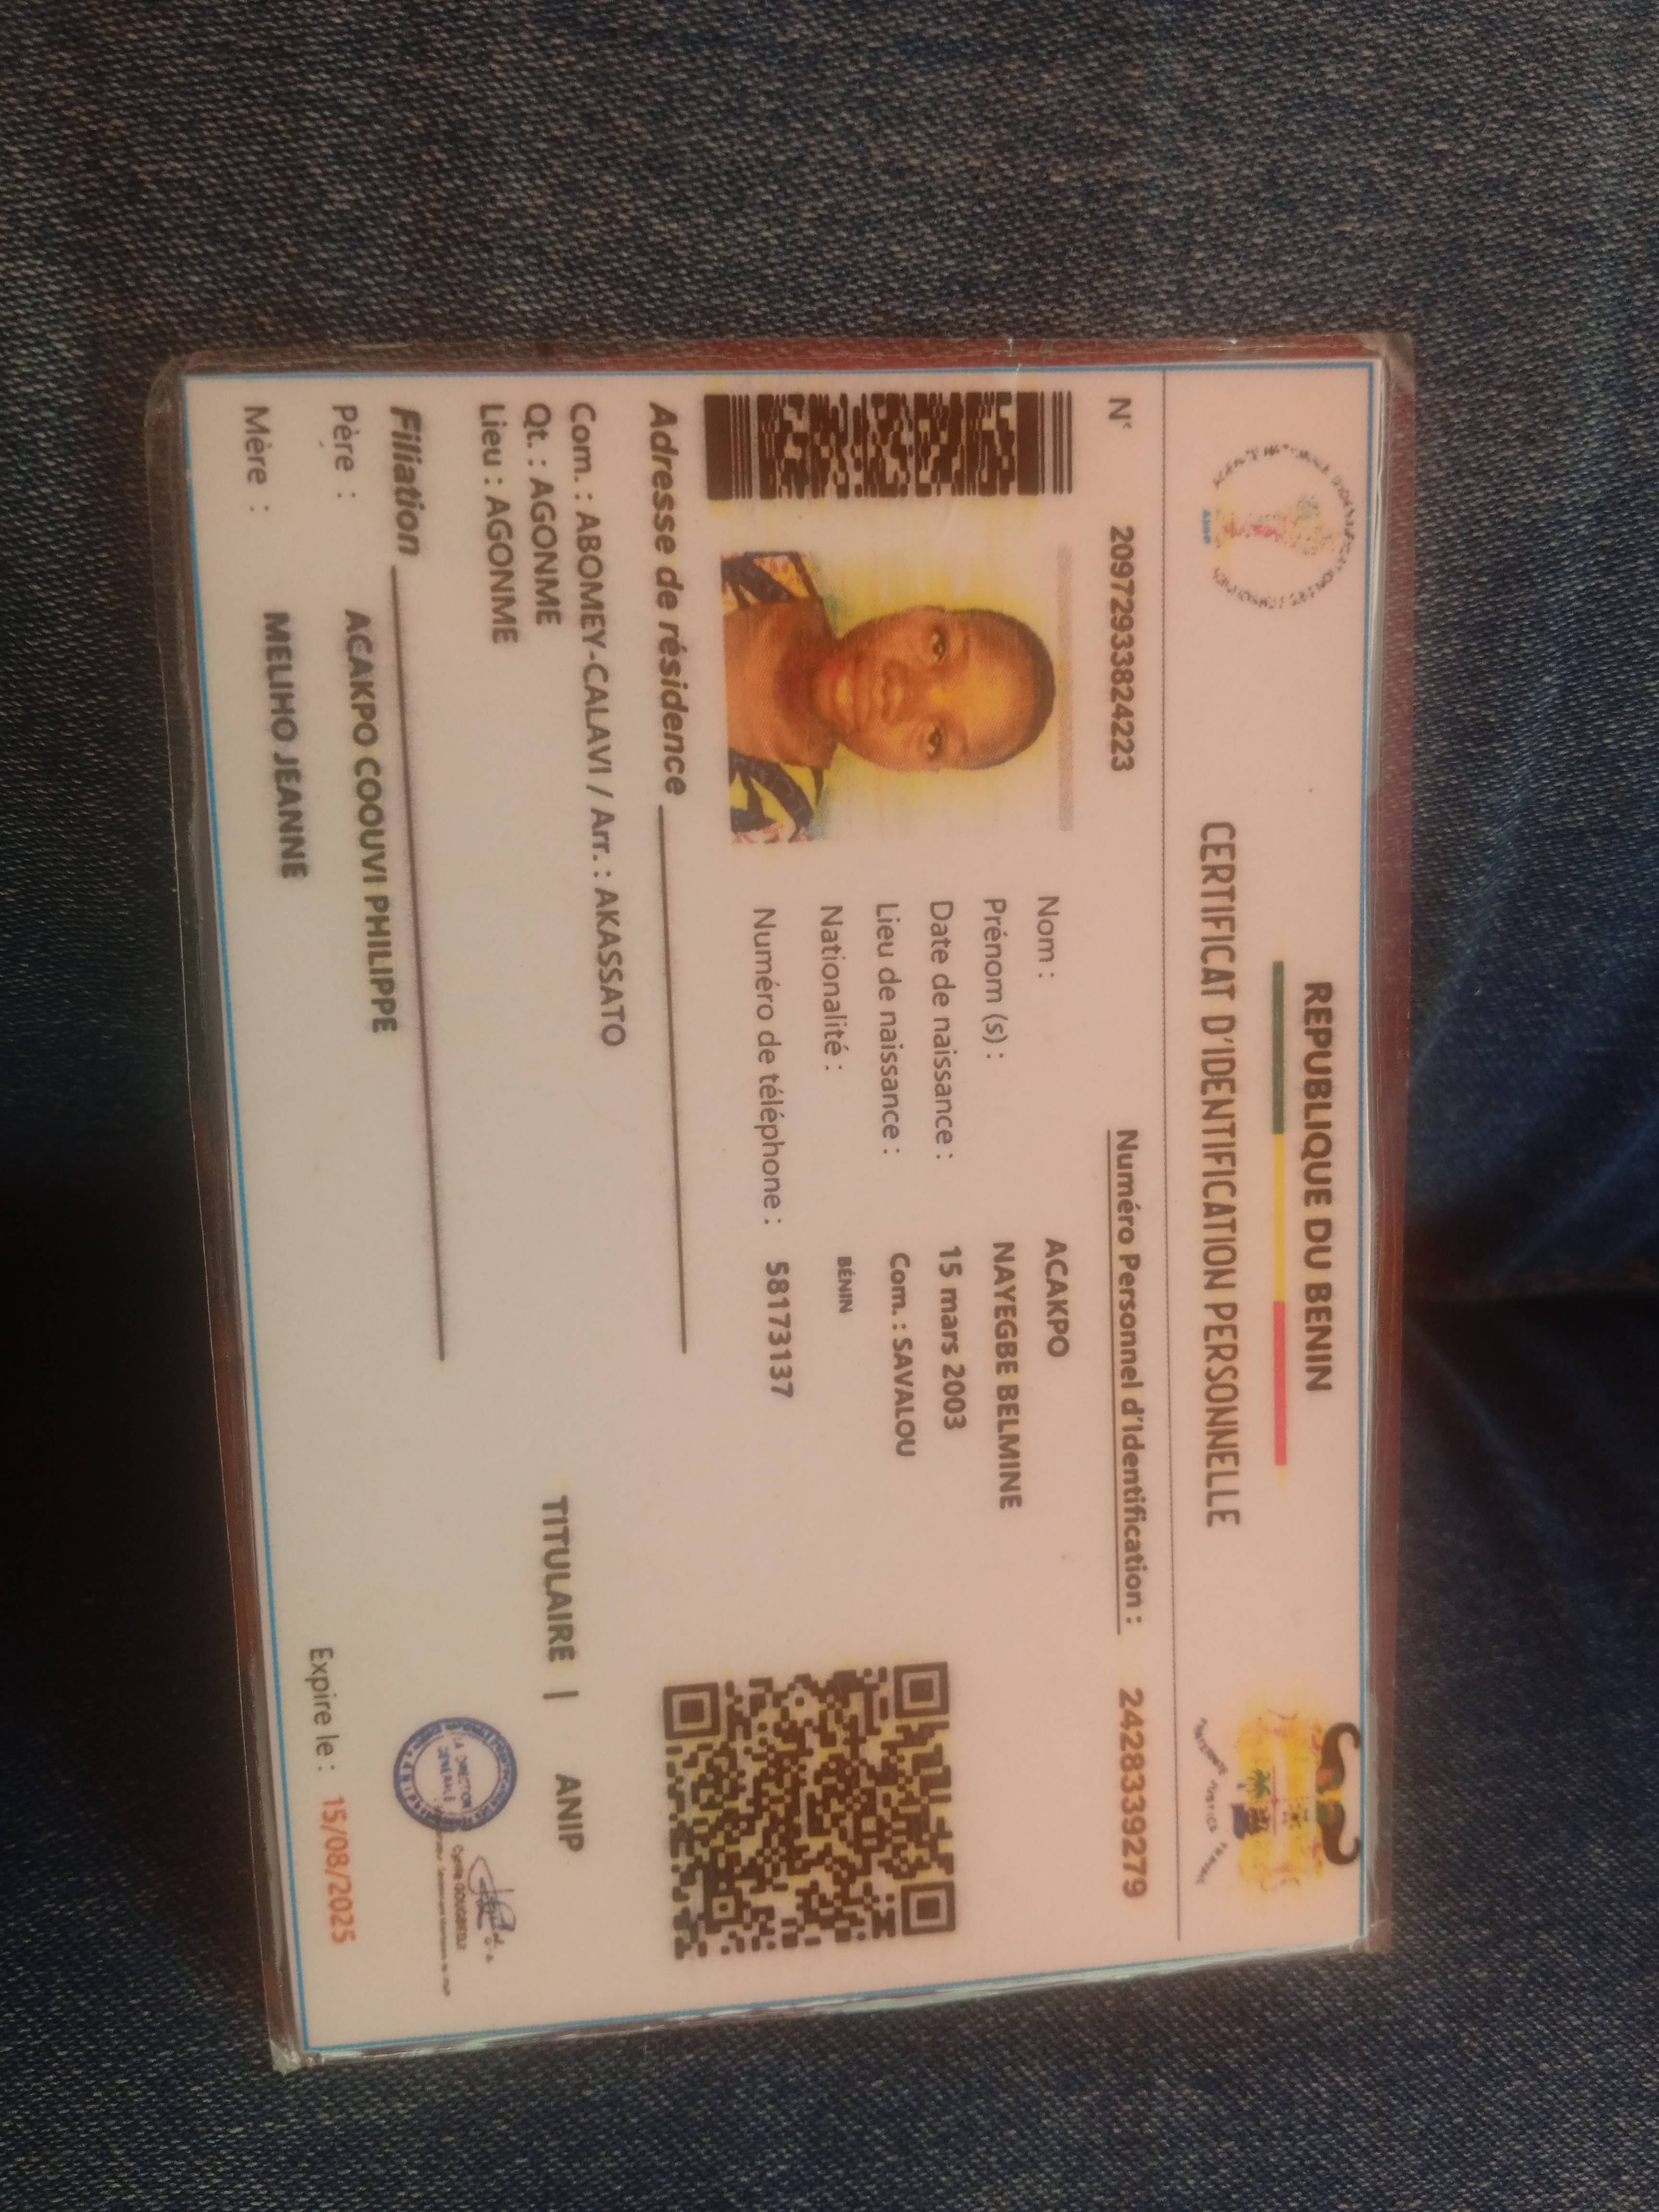 REPUBLIQUE DU BENIN
CERTIFICAT D'IDENTIFICATION PERSONNELLE
N° 20972933824223
Numéro Personnel d'Identification : 2428339279
Nom : ACAKPO
Prénom (s) : NAYEGBE BELMINE
Date de naissance : 15 mars 2003
Lieu de naissance : Com. : SAVALOU
Nationalité : BÉNIN
Numéro de téléphone : 58173137
Adresse de résidence
Com. : ABOMEY-CALAVI / Arr. : AKASSATO
Qt. : AGONME
Lieu : AGONME
TITULAIRE | ANIP
Filiation
Père : ACAKPO COOUVI PHILIPPE
Mère : MELIHO JEANNE
LA DIRECTION GENERALE
Expire le : 15/08/2025